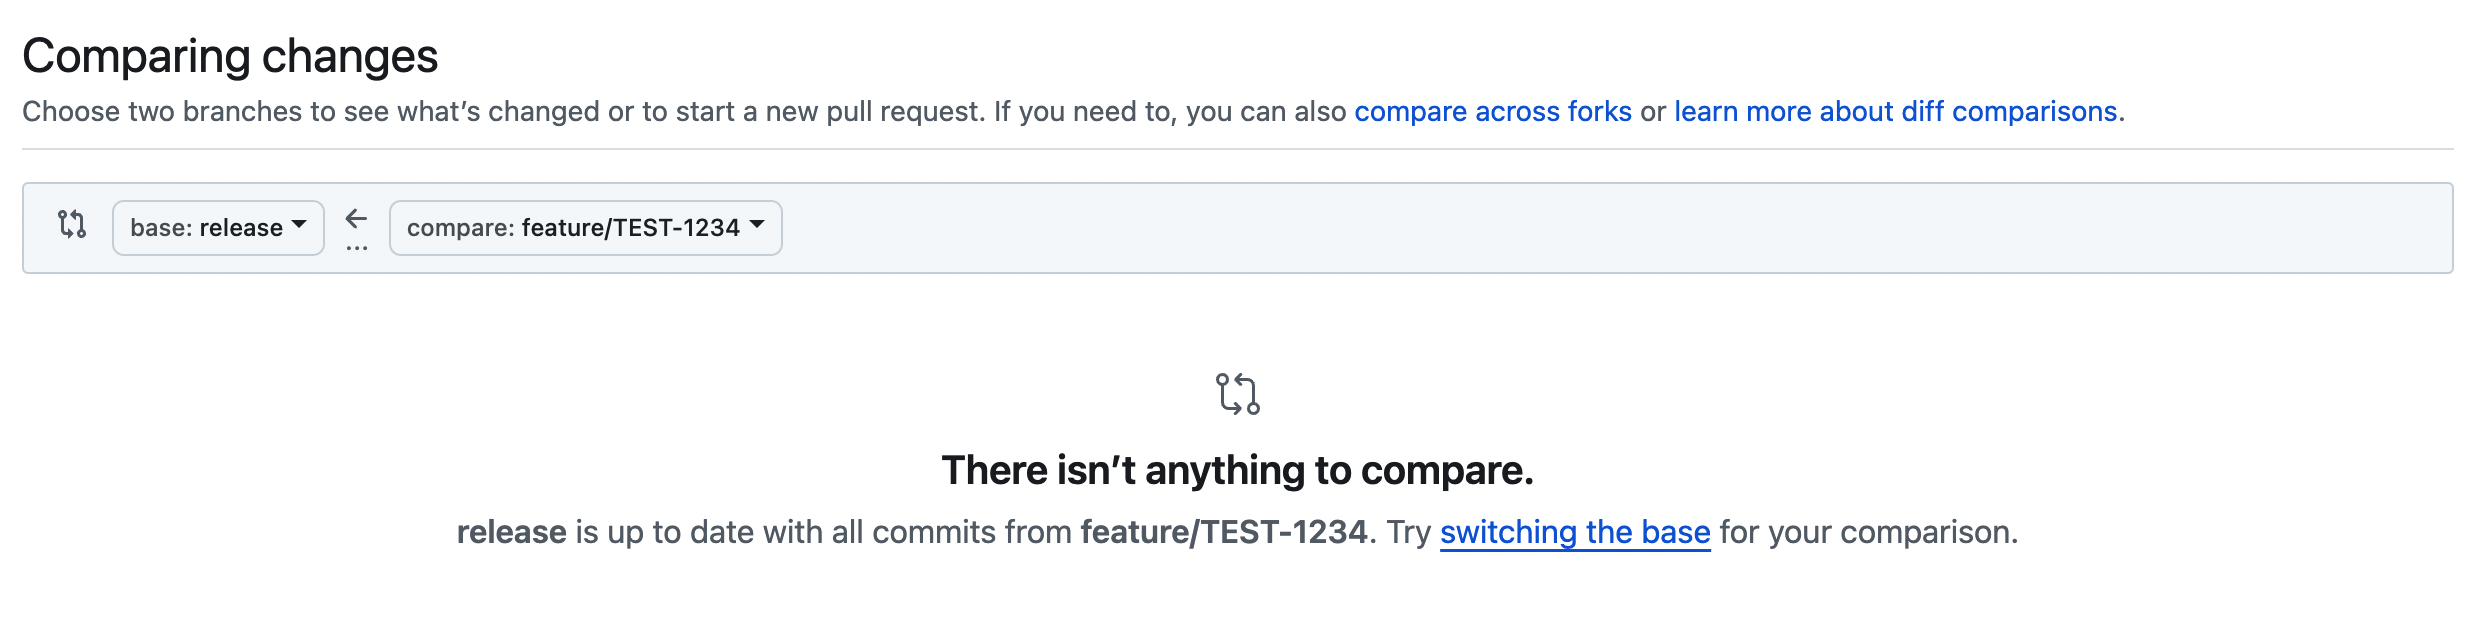 Comparing changes
Choose two branches to see what’s changed or to start a new pull request. If you need to, you can also compare across forks or learn more about diff comparisons.
base: release compare: feature/TEST-1234
There isn’t anything to compare.
release is up to date with all commits from feature/TEST-1234. Try switching the base for your comparison.